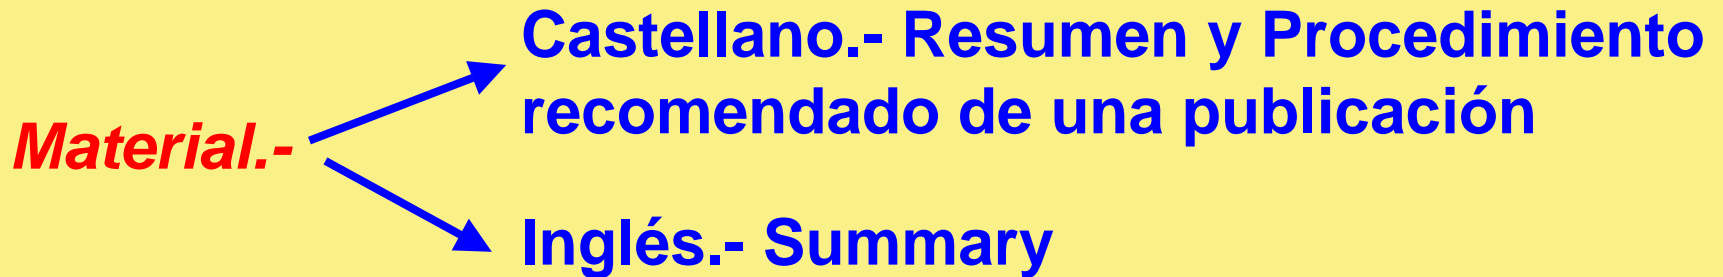 Castellano.- Resumen y Procedimiento
recomendado de una publicación
Material.-
Inglés.- Summary